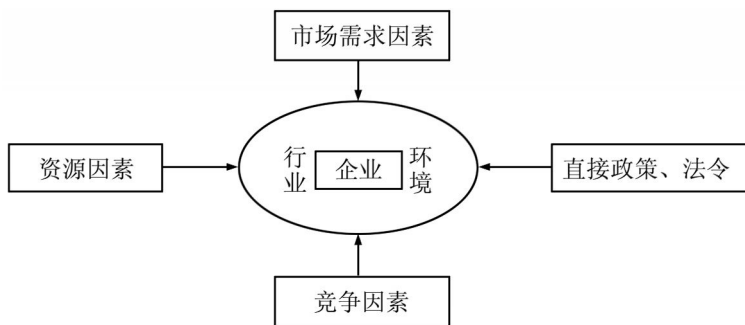 市场需求因素
资源因素
行业
企业
环境
直接政策、法令
竞争因素